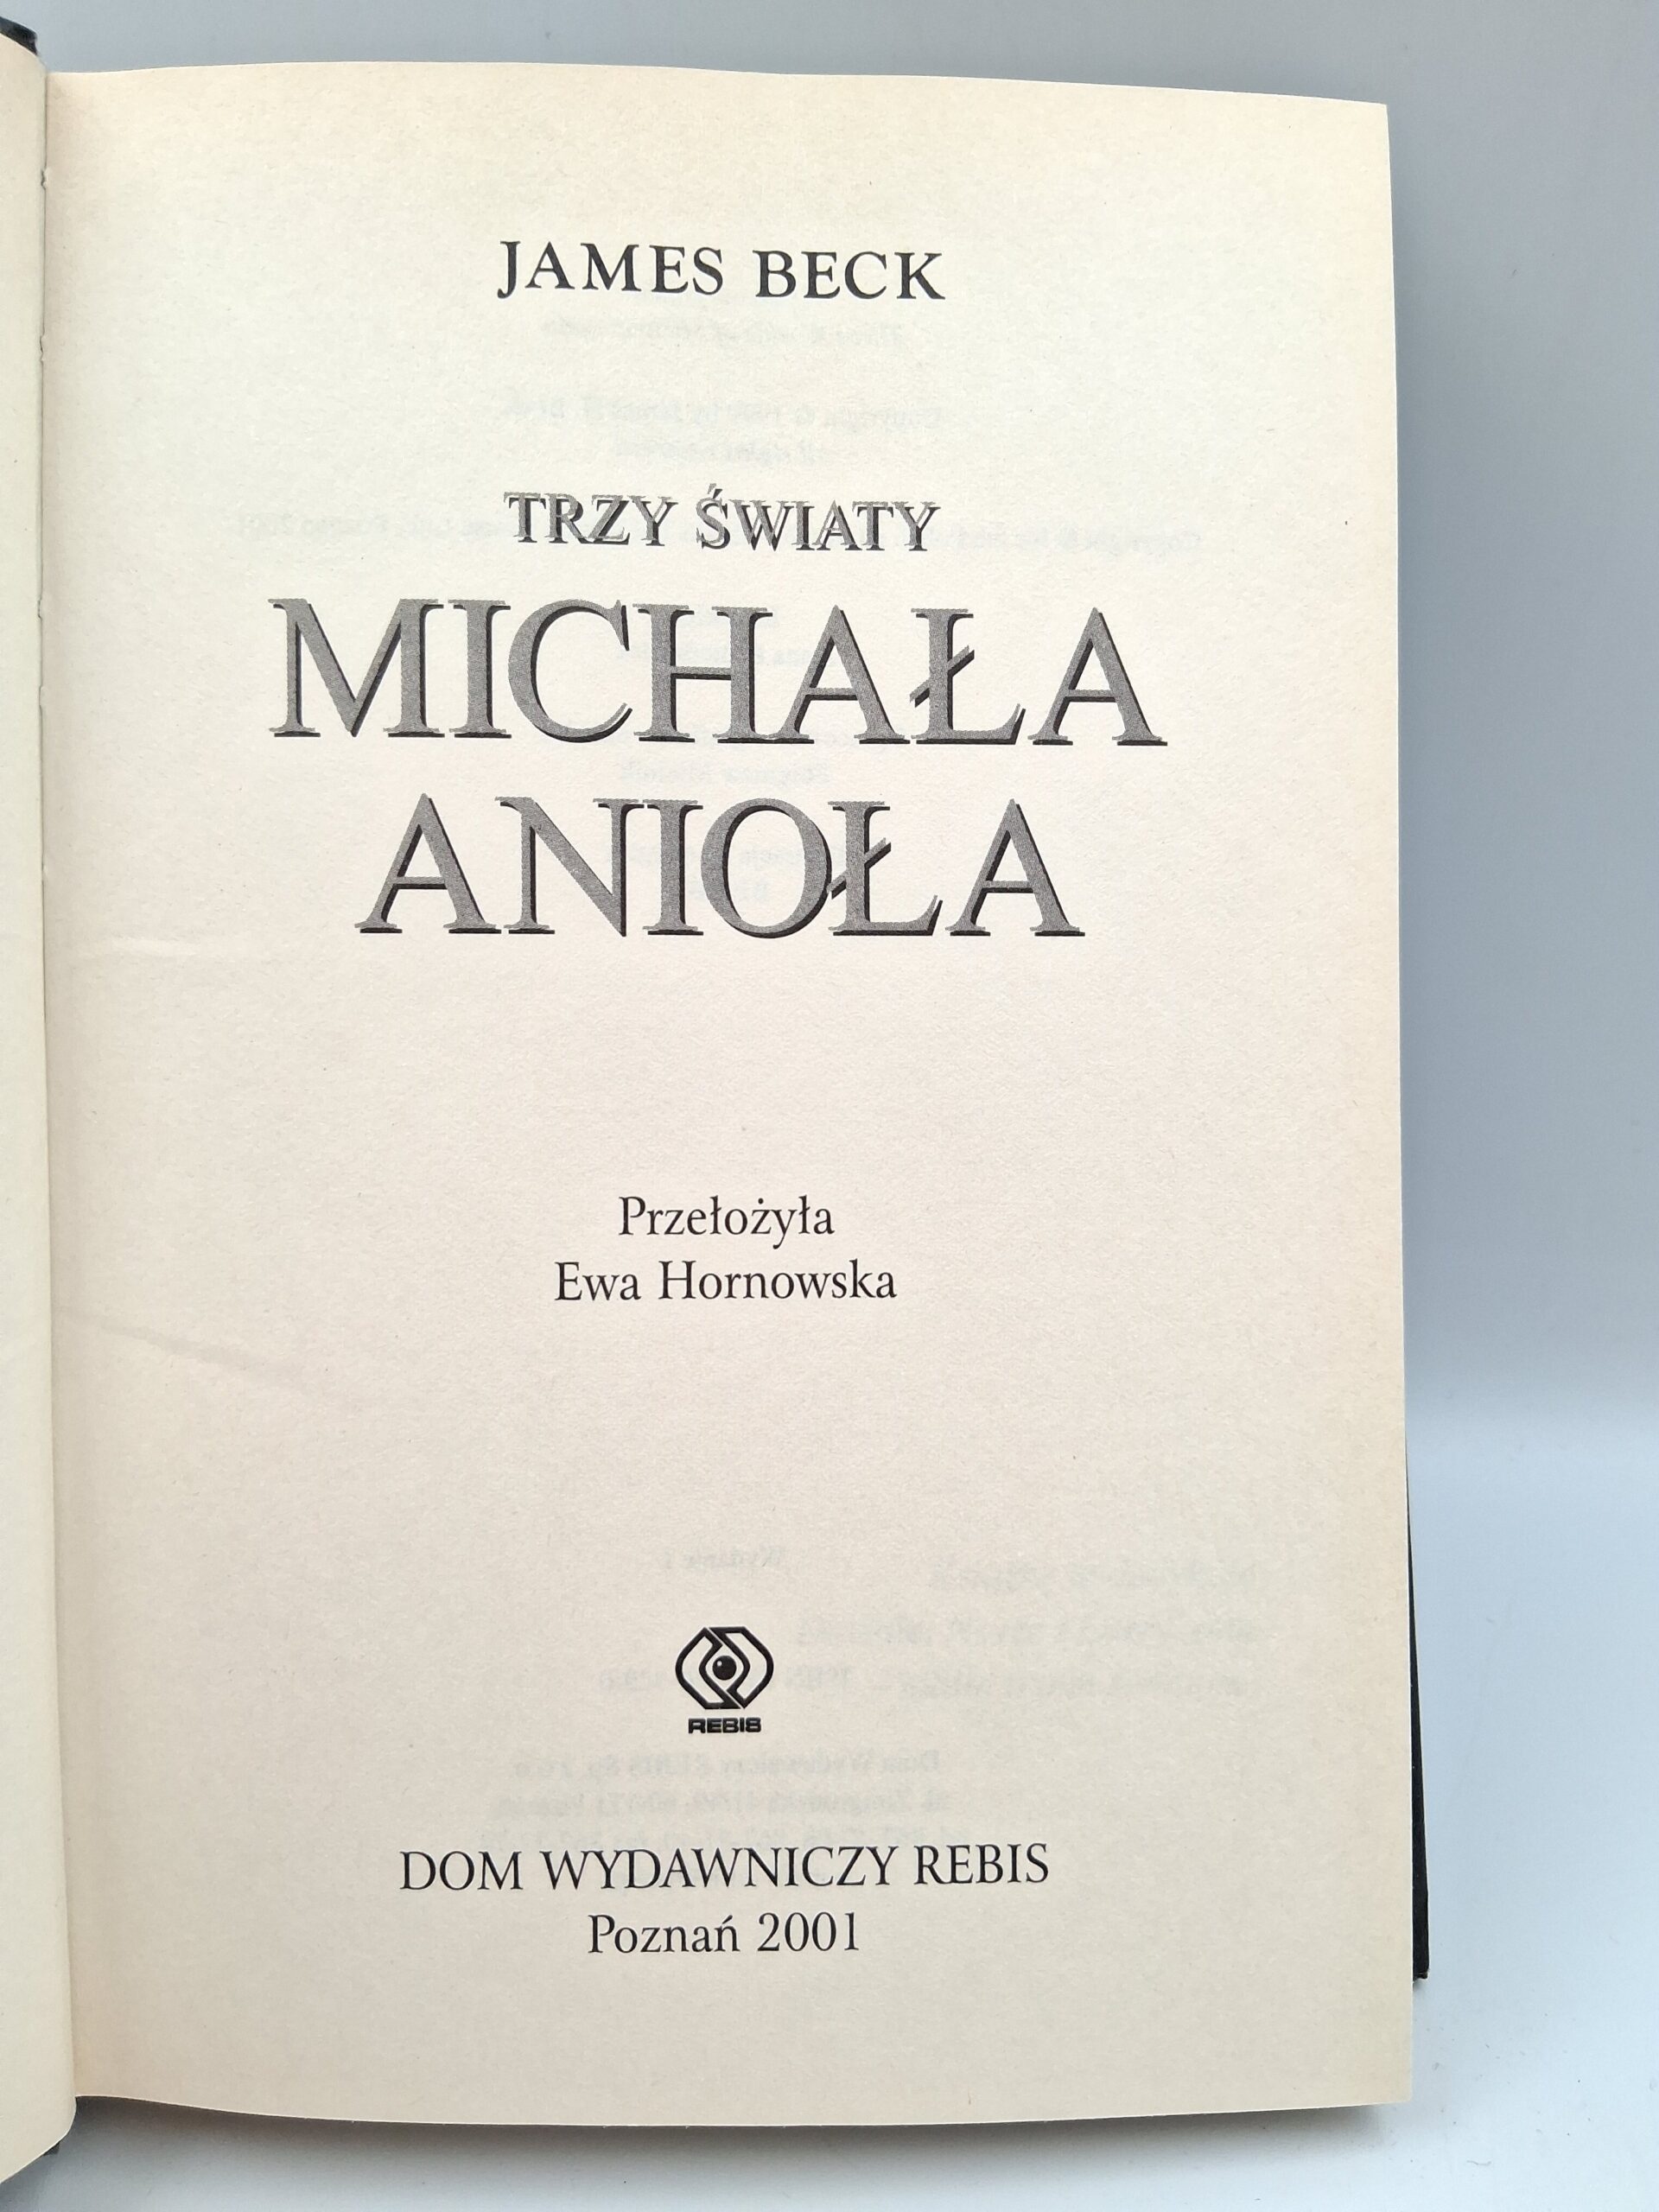 JAMES BECK
TRZY ŚWIATY
MICHAŁA
ANIOŁA
Przełożyła
Ewa Hornowska
REBIS
DOM WYDAWNICZY REBIS
Poznań 2001